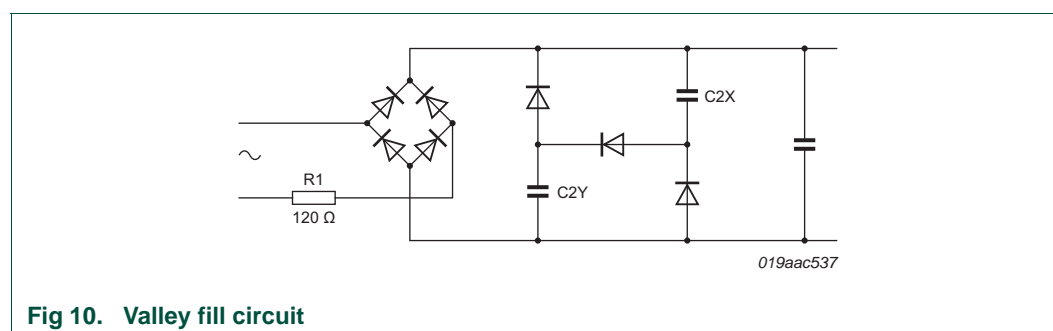 C2X
R1
120 Ω
C2Y
019aac537
Fig 10. Valley fill circuit